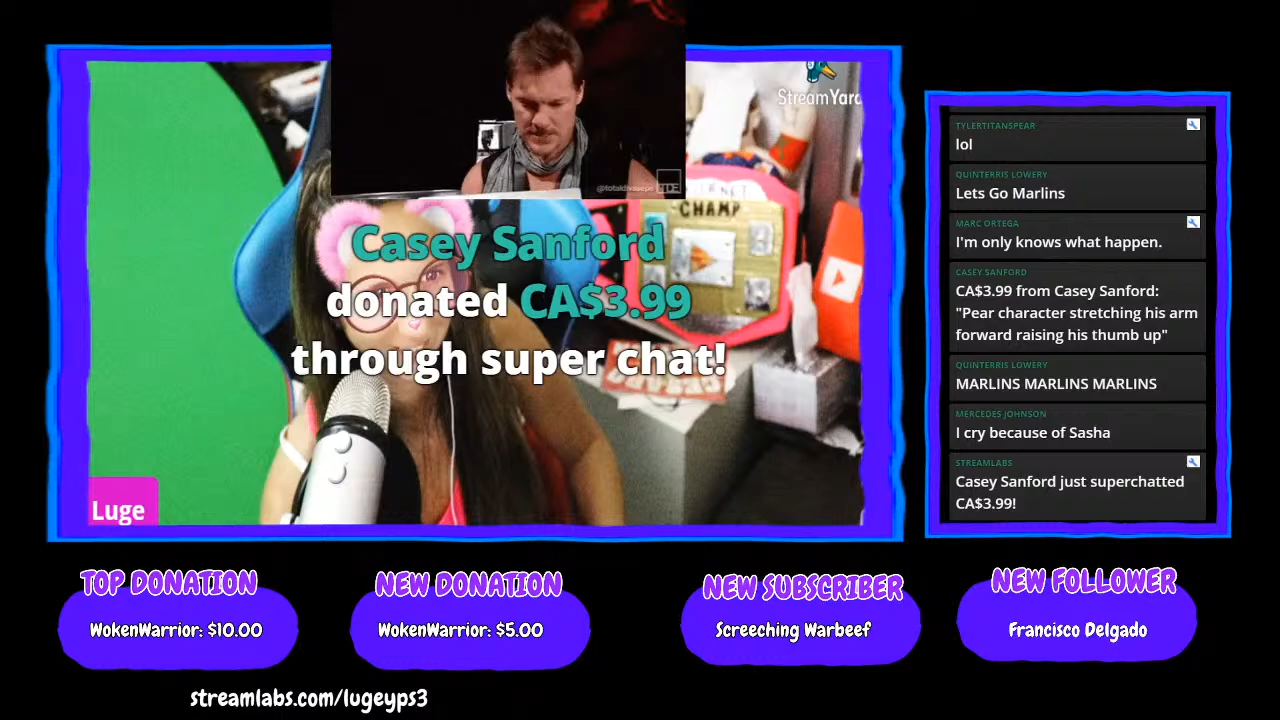 StreamYard
@totaldivaseps
CHAMP
Casey Sanford
donated CA$3.99
through super chat!
Luge
TYLERTITANSPEAR
lol
QUINTERRIS LOWERY
Lets Go Marlins
MARC ORTEGA
I'm only knows what happen.
CASEY SANFORD
CA$3.99 from Casey Sanford:
"Pear character stretching his arm
forward raising his thumb up"
QUINTERRIS LOWERY
MARLINS MARLINS MARLINS
MERCEDES JOHNSON
I cry because of Sasha
STREAMLABS
Casey Sanford just superchatted
CA$3.99!
TOP DONATION
WokenWarrior: $10.00
NEW DONATION
WokenWarrior: $5.00
NEW SUBSCRIBER
Screeching Warbeef
NEW FOLLOWER
Francisco Delgado
streamlabs.com/lugeyps3